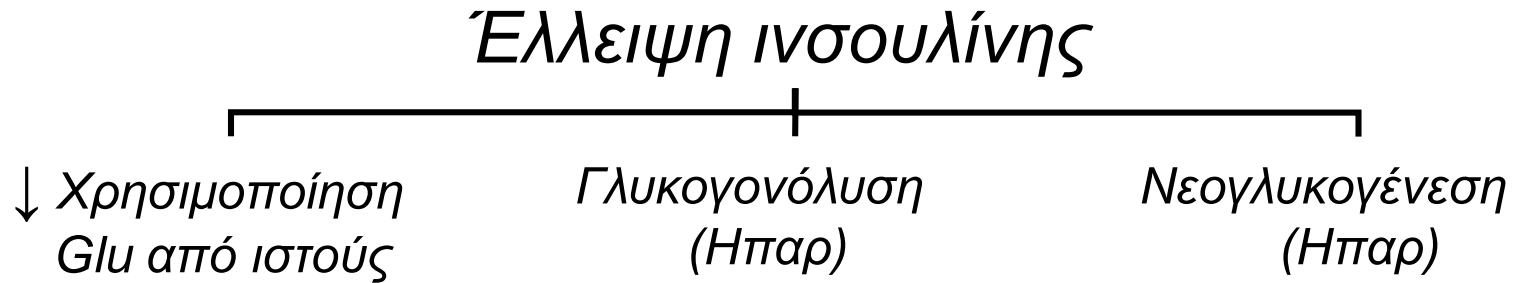 Έλλειψη ινσουλίνης
↓ Χρησιμοποίηση
Glu από ιστούς
Γλυκογονόλυση
(Ηπαρ)
Νεογλυκογένεση
(Ηπαρ)